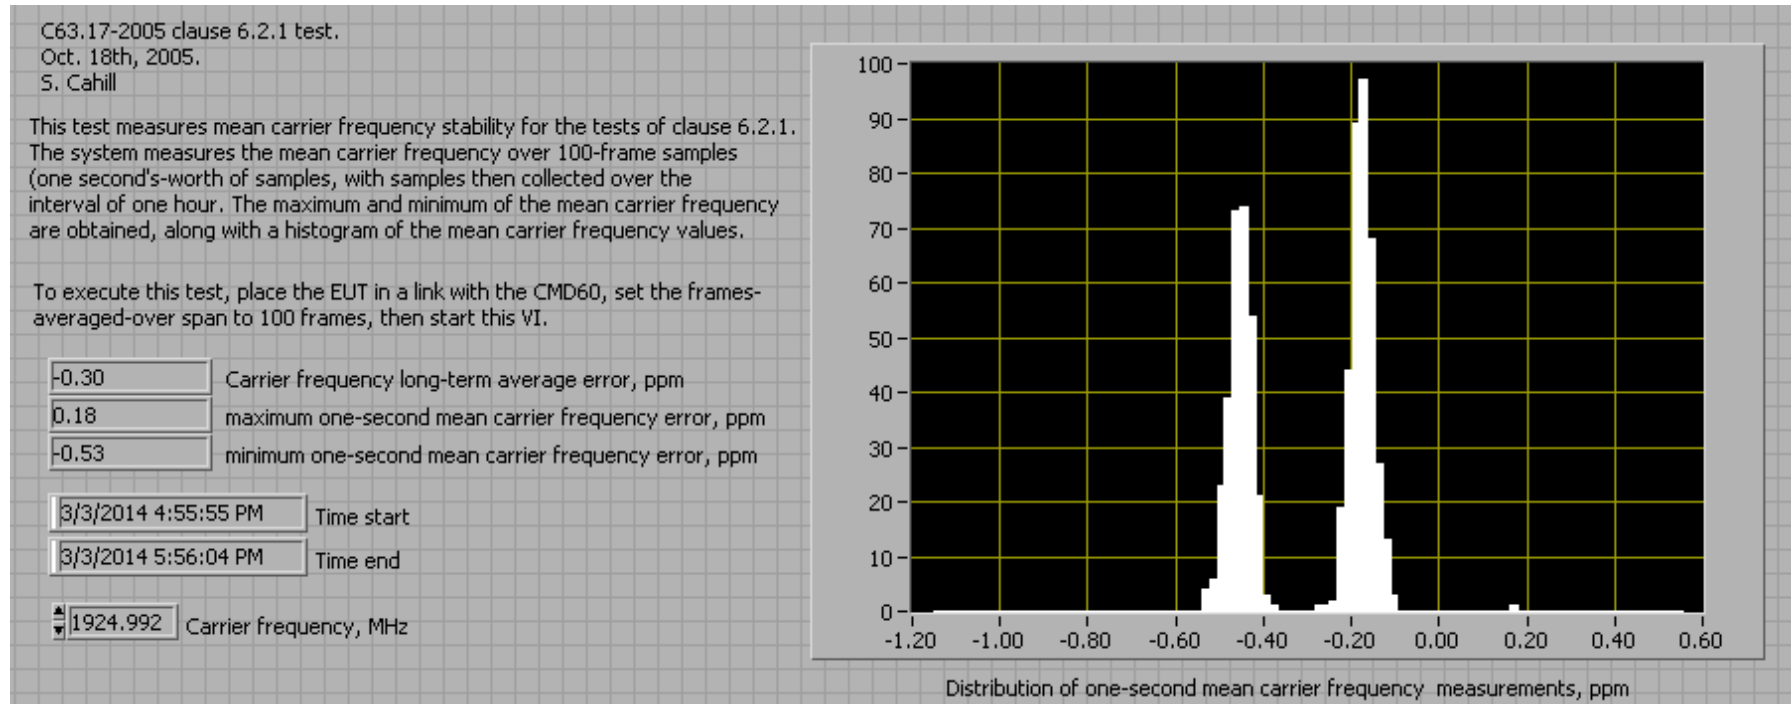 C63.17-2005 clause 6.2.1 test.
Oct. 18th, 2005.
S. Cahill
This test measures mean carrier frequency stability for the tests of clause 6.2.1.
The system measures the mean carrier frequency over 100-frame samples
(one second's-worth of samples, with samples then collected over the
interval of one hour. The maximum and minimum of the mean carrier frequency
are obtained, along with a histogram of the mean carrier frequency values.
To execute this test, place the EUT in a link with the CMD60, set the frames-
averaged-over span to 100 frames, then start this VI.
-0.30 Carrier frequency long-term average error, ppm
0.18 maximum one-second mean carrier frequency error, ppm
-0.53 minimum one-second mean carrier frequency error, ppm
3/3/2014 4:55:55 PM Time start
3/3/2014 5:56:04 PM Time end
1924.992 Carrier frequency, MHz
100
90
80
70
60
50
40
30
20
10
0
-1.20 -1.00 -0.80 -0.60 -0.40 -0.20 0.00 0.20 0.40 0.60
Distribution of one-second mean carrier frequency measurements, ppm